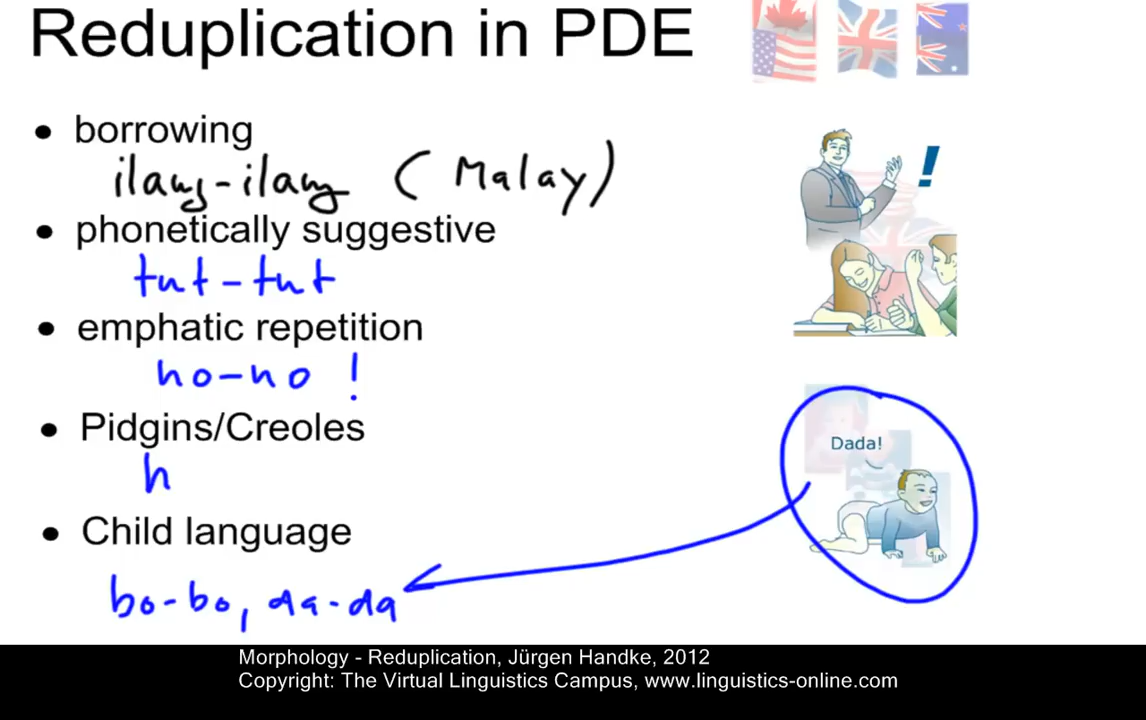 Reduplication in PDE
• borrowing
ilang-ilang (Malay)
• phonetically suggestive
tut-tut
• emphatic repetition
no-no !
!
• Pidgins/Creoles
h
Dada!
• Child language
bo-bo, da-da
Morphology - Reduplication, Jürgen Handke, 2012
Copyright: The Virtual Linguistics Campus, www.linguistics-online.com